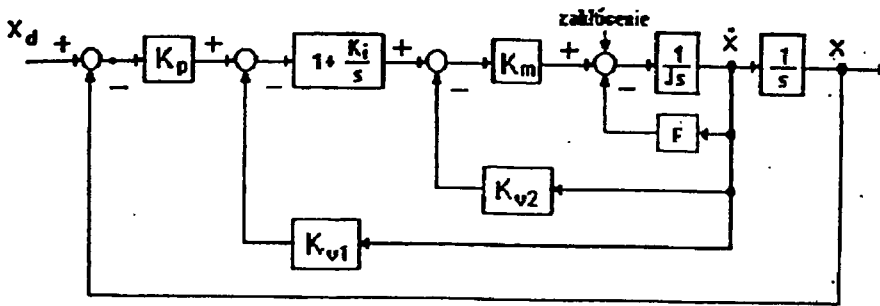 zakłócenie
X_d + K_p + 1 + K_i/s + K_m + 1/Js ẋ 1/s x
− − − −
F
K_v2
K_v1